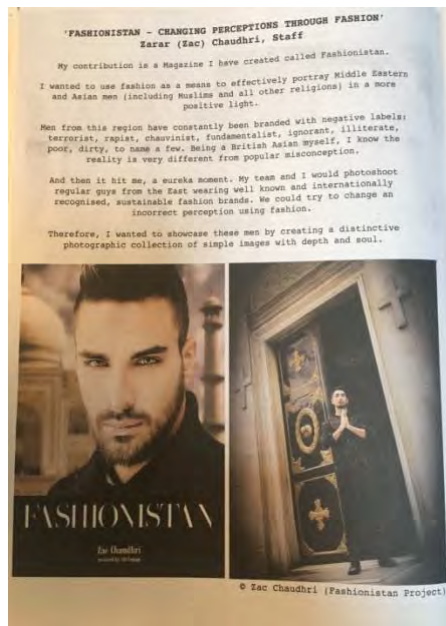 'FASHIONISTAN - CHANGING PERCEPTIONS THROUGH FASHION'
Zarar (Zac) Chaudhri, Staff
My contribution is a Magazine I have created called Fashionistan.
I wanted to use fashion as a means to effectively portray Middle Eastern
and Asian men (including Muslims and all other religions) in a more
positive light.
Men from this region have constantly been branded with negative labels:
terrorist, rapist, chauvinist, fundamentalist, ignorant, illiterate,
poor, dirty, to name a few. Being a British Asian myself, I know the
reality is very different from popular misconception.
And then it hit me, a eureka moment. My team and I would photoshoot
regular guys from the East wearing well known and internationally
recognised, sustainable fashion brands. We could try to change an
incorrect perception using fashion.
Therefore, I wanted to showcase these men by creating a distinctive
photographic collection of simple images with depth and soul.
FASHIONISTAN
Zac Chaudhri
© Zac Chaudhri (Fashionistan Project)